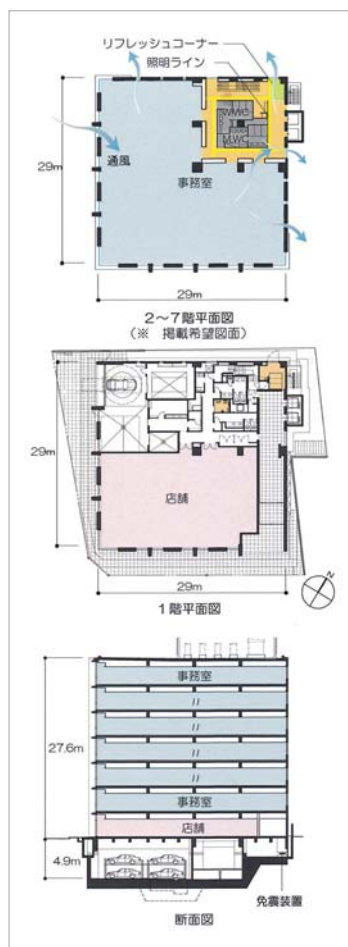 リフレッシュコーナー
照明ライン
WWC
MWC
29m
通風
事務室
29m
2〜7階平面図
(※ 掲載希望図面)
29m
店舗
29m
N
1階平面図
事務室
〃
〃
〃
〃
事務室
店舗
27.6m
4.9m
免震装置
断面図